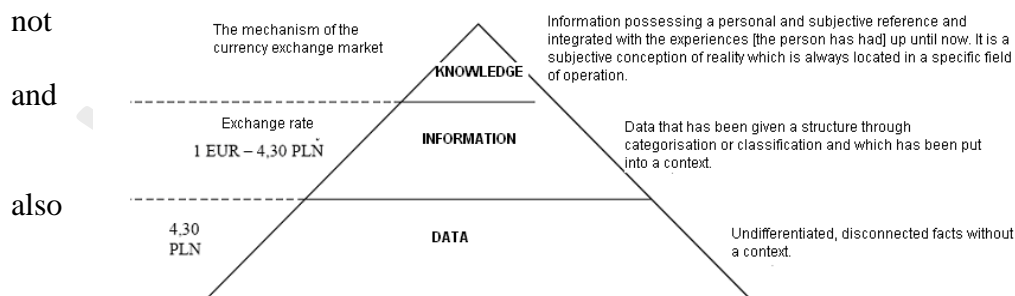 not
The mechanism of the
currency exchange market
Information possessing a personal and subjective reference and
integrated with the experiences [the person has had] up until now. It is a
subjective conception of reality which is always located in a specific field
of operation.
KNOWLEDGE
and
Exchange rate
1 EUR – 4,30 PLN
INFORMATION
Data that has been given a structure through
categorisation or classification and which has been put
into a context.
also
4,30
PLN
DATA
Undifferentiated, disconnected facts without
a context.